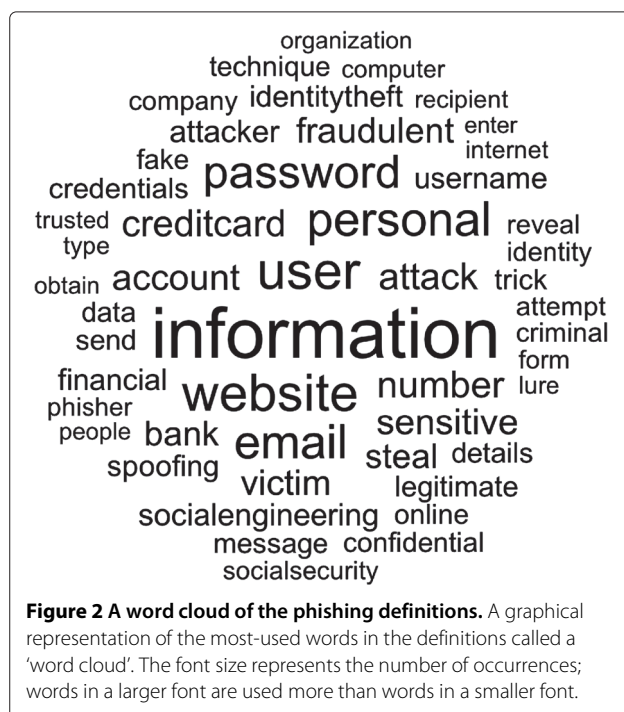 organization
technique computer
company identitytheft recipient
attacker fraudulent enter
internet
fake password username
credentials
trusted creditcard personal reveal
type identity
obtain account user attack trick
data information attempt
send criminal
form
financial website number lure
phisher sensitive
people bank email steal details
spoofing victim legitimate
socialengineering online
message confidential
socialsecurity
Figure 2 A word cloud of the phishing definitions. A graphical
representation of the most-used words in the definitions called a
‘word cloud’. The font size represents the number of occurrences;
words in a larger font are used more than words in a smaller font.